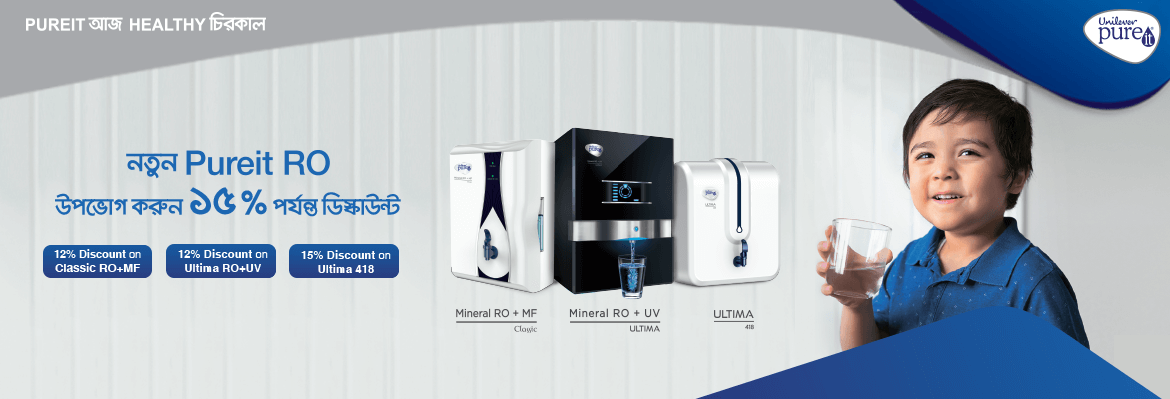 PUREIT আজ HEALTHY চিরকাল
Unilever
pureit
নতুন Pureit RO
উপভোগ করুন ১৫% পর্যন্ত ডিস্কাউন্ট
12% Discount on
Classic RO+MF
12% Discount on
Ultima RO+UV
15% Discount on
Ultima 418
Mineral RO + MF
Classic
Mineral RO + UV
ULTIMA
ULTIMA
418